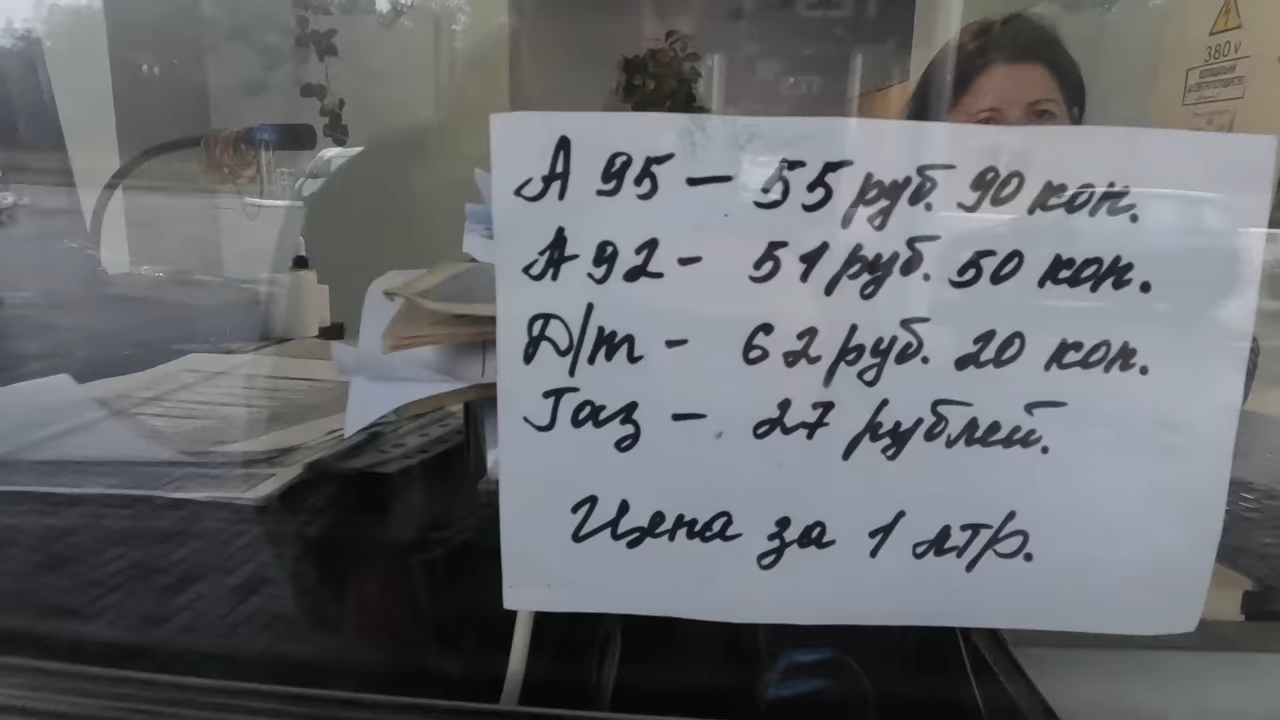 380 v
А 95 — 55 руб. 90 коп.
А 92 - 51 руб. 50 коп.
Д/т - 62 руб. 20 коп.
Газ — 27 рублей.
Цена за 1 лтр.